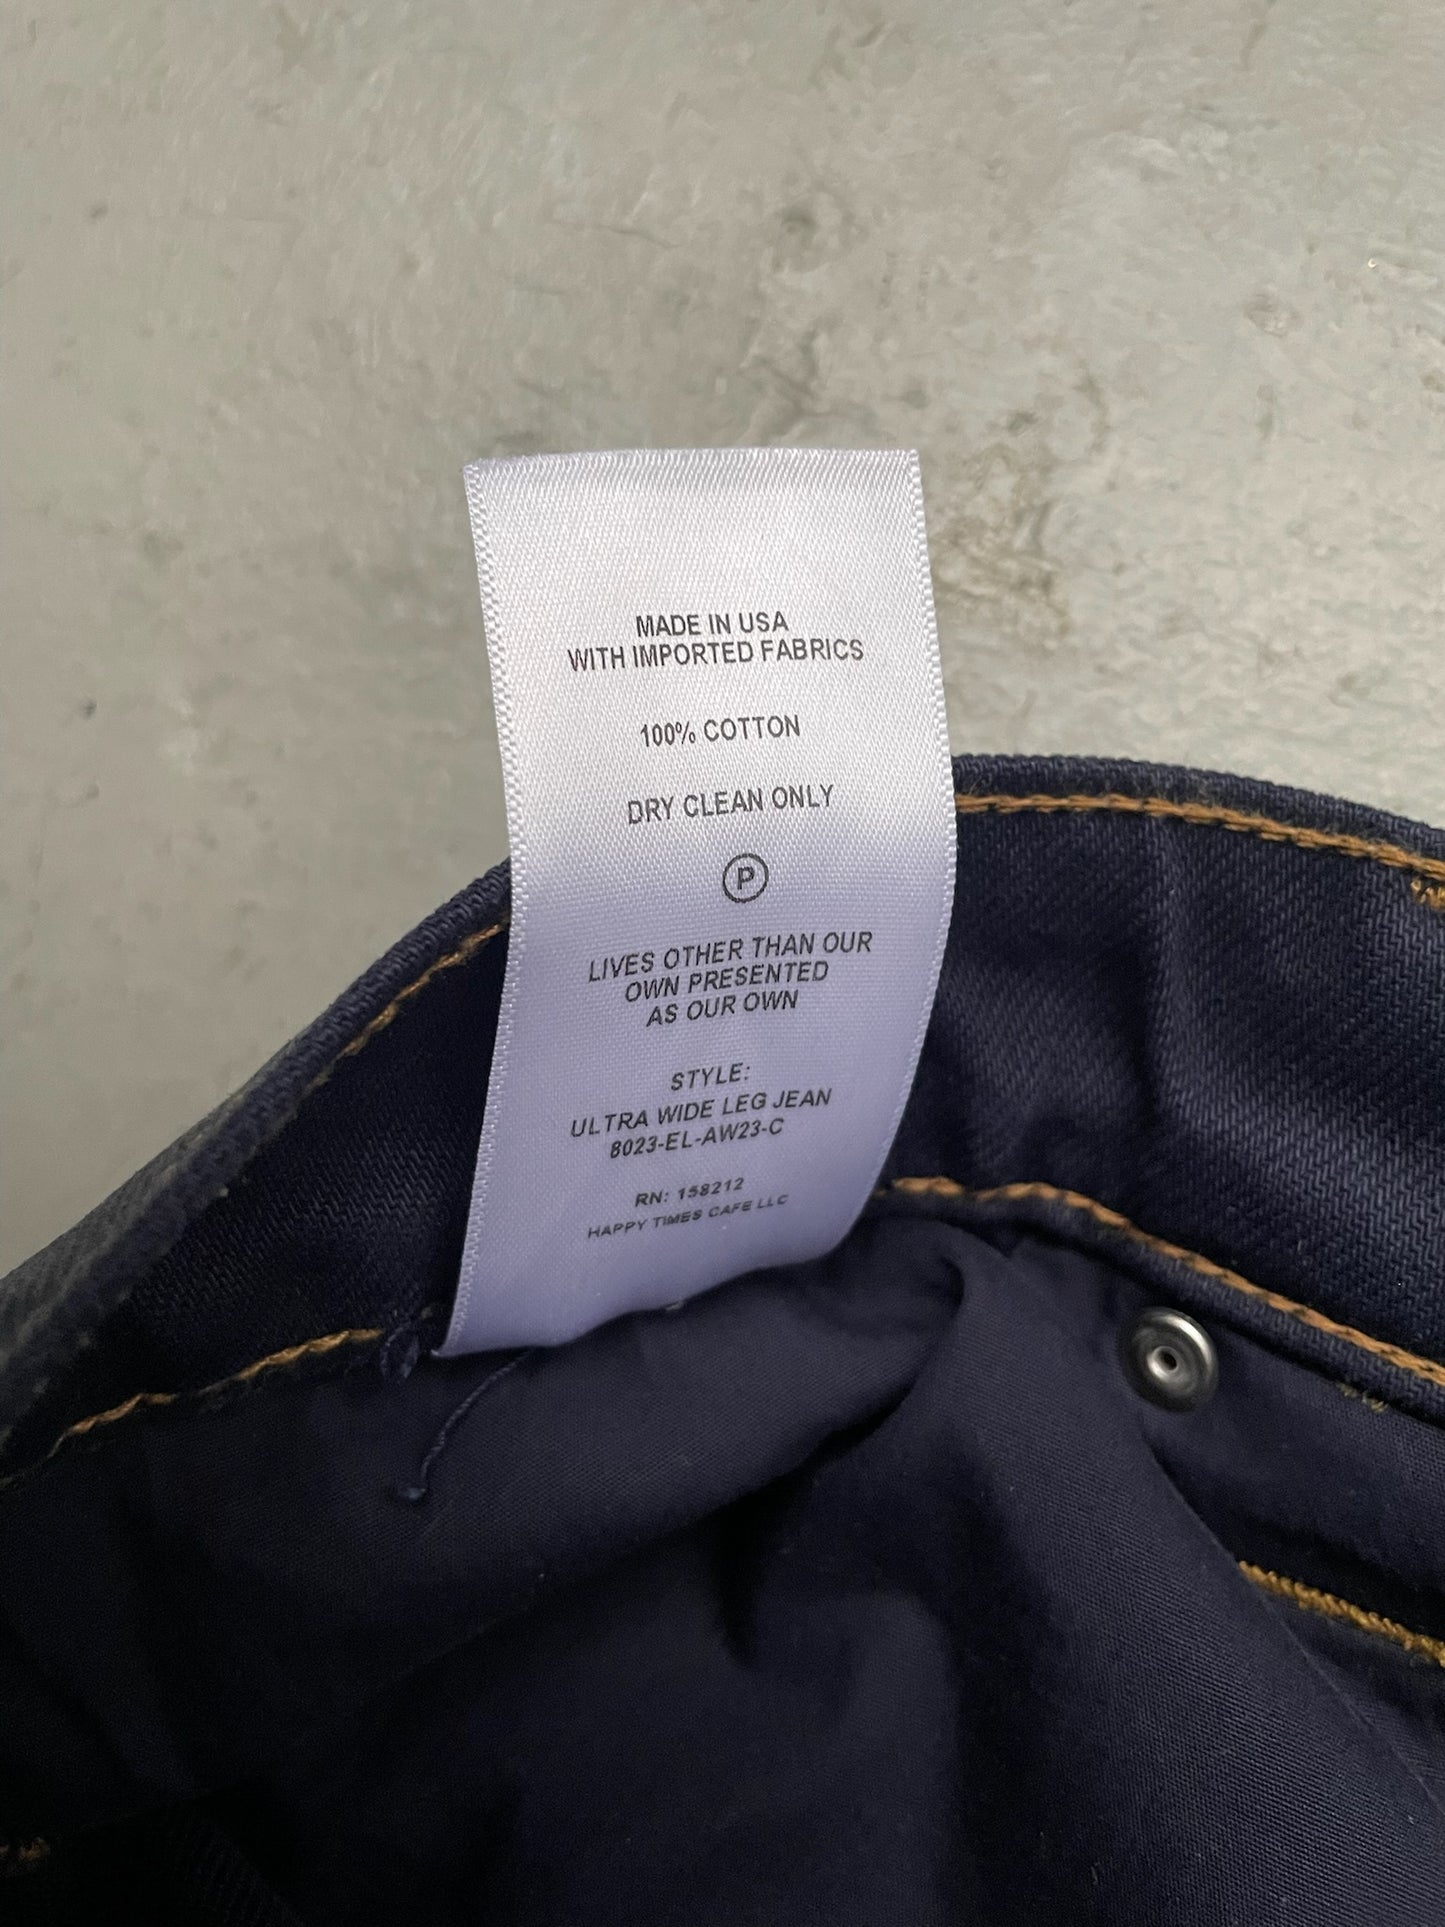 MADE IN USA
WITH IMPORTED FABRICS
100% COTTON
DRY CLEAN ONLY
P
LIVES OTHER THAN OUR
OWN PRESENTED
AS OUR OWN
STYLE:
ULTRA WIDE LEG JEAN
8023-EL-AW23-C
RN: 158212
HAPPY TIMES CAFE LLC